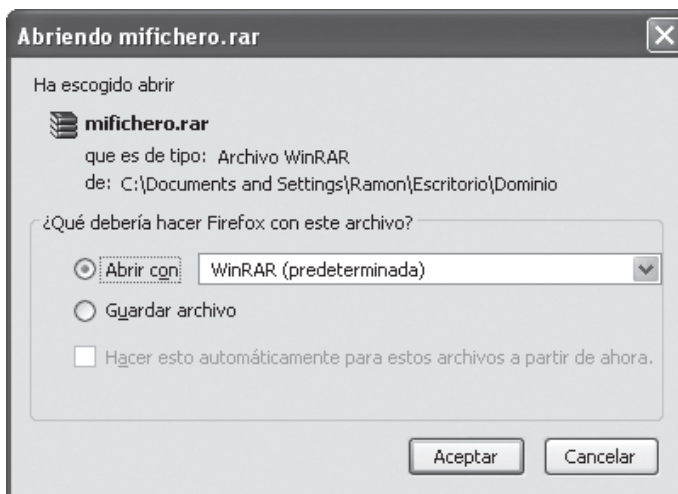 Abriendo mifichero.rar
Ha escogido abrir
mifichero.rar
que es de tipo: Archivo WinRAR
de: C:\Documents and Settings\Ramon\Escritorio\Dominio
¿Qué debería hacer Firefox con este archivo?
Abrir con WinRAR (predeterminada)
Guardar archivo
Hacer esto automáticamente para estos archivos a partir de ahora.
Aceptar Cancelar